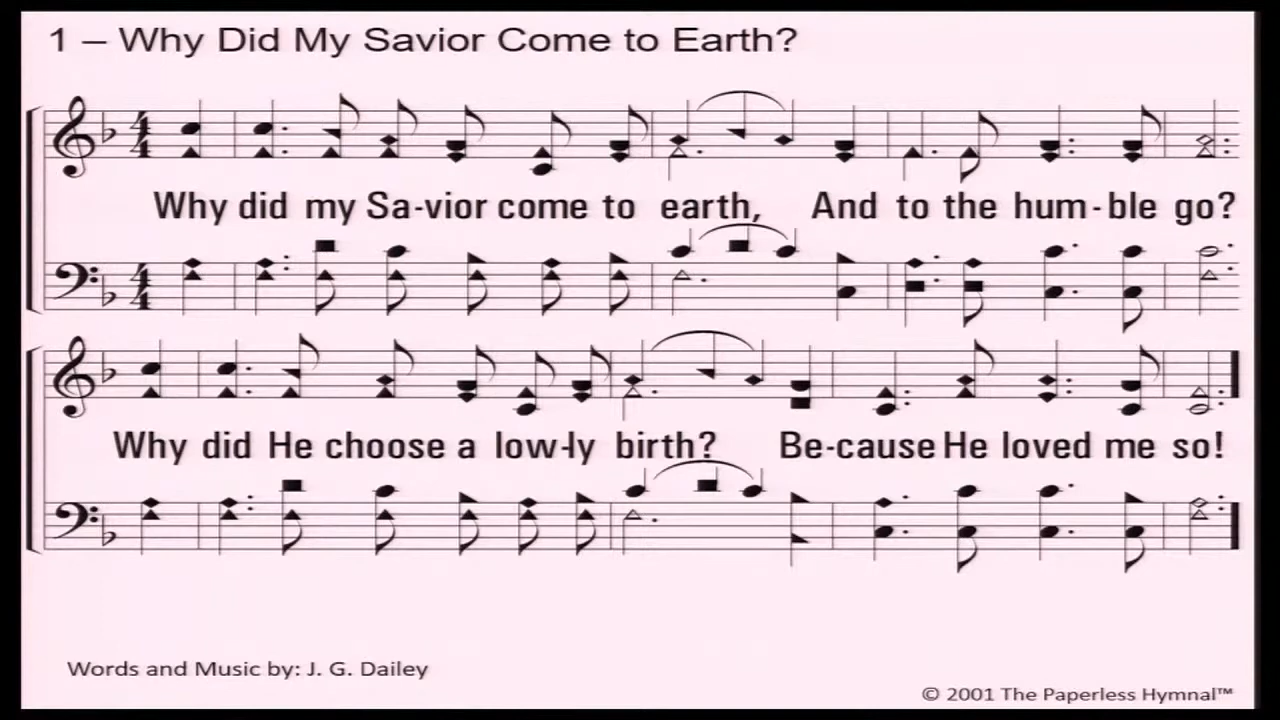 1 – Why Did My Savior Come to Earth?
Why did my Sa-vior come to earth, And to the hum-ble go?
Why did He choose a low-ly birth? Be-cause He loved me so!
Words and Music by: J. G. Dailey
© 2001 The Paperless Hymnal™